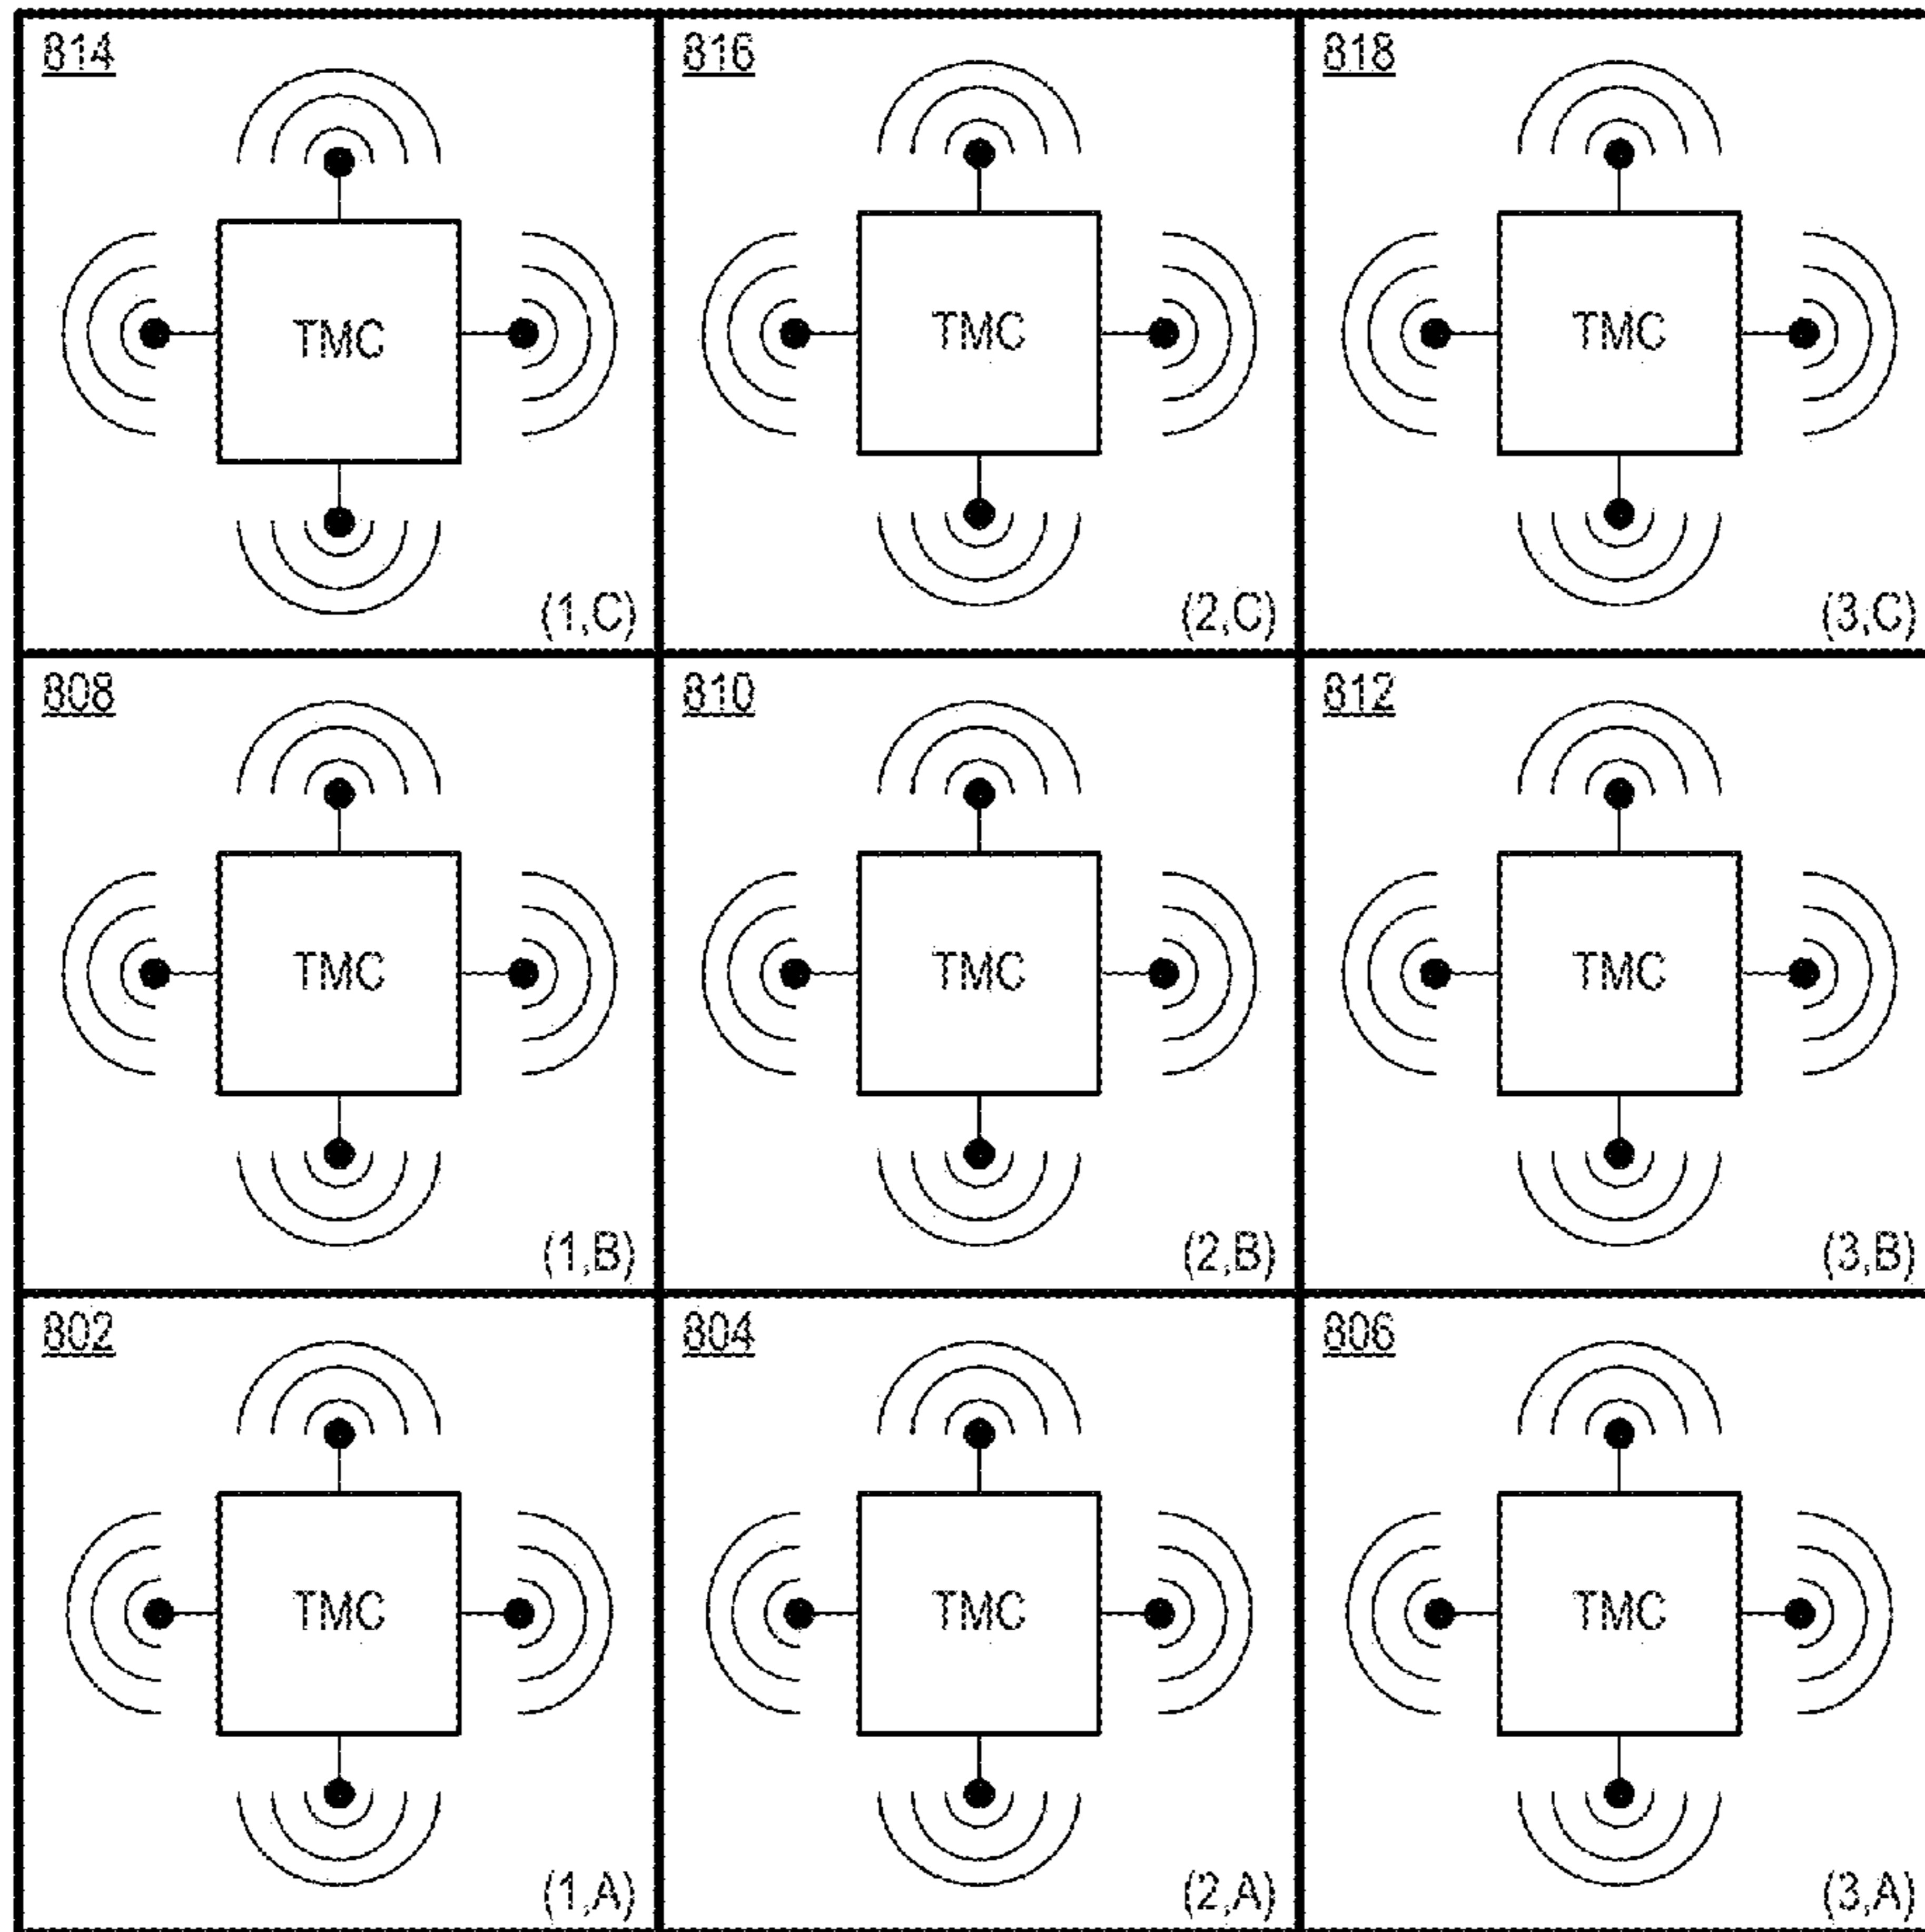 814
TMC
(1,C)
816
TMC
(2,C)
818
TMC
(3,C)
808
TMC
(1,B)
810
TMC
(2,B)
812
TMC
(3,B)
802
TMC
(1,A)
804
TMC
(2,A)
806
TMC
(3,A)